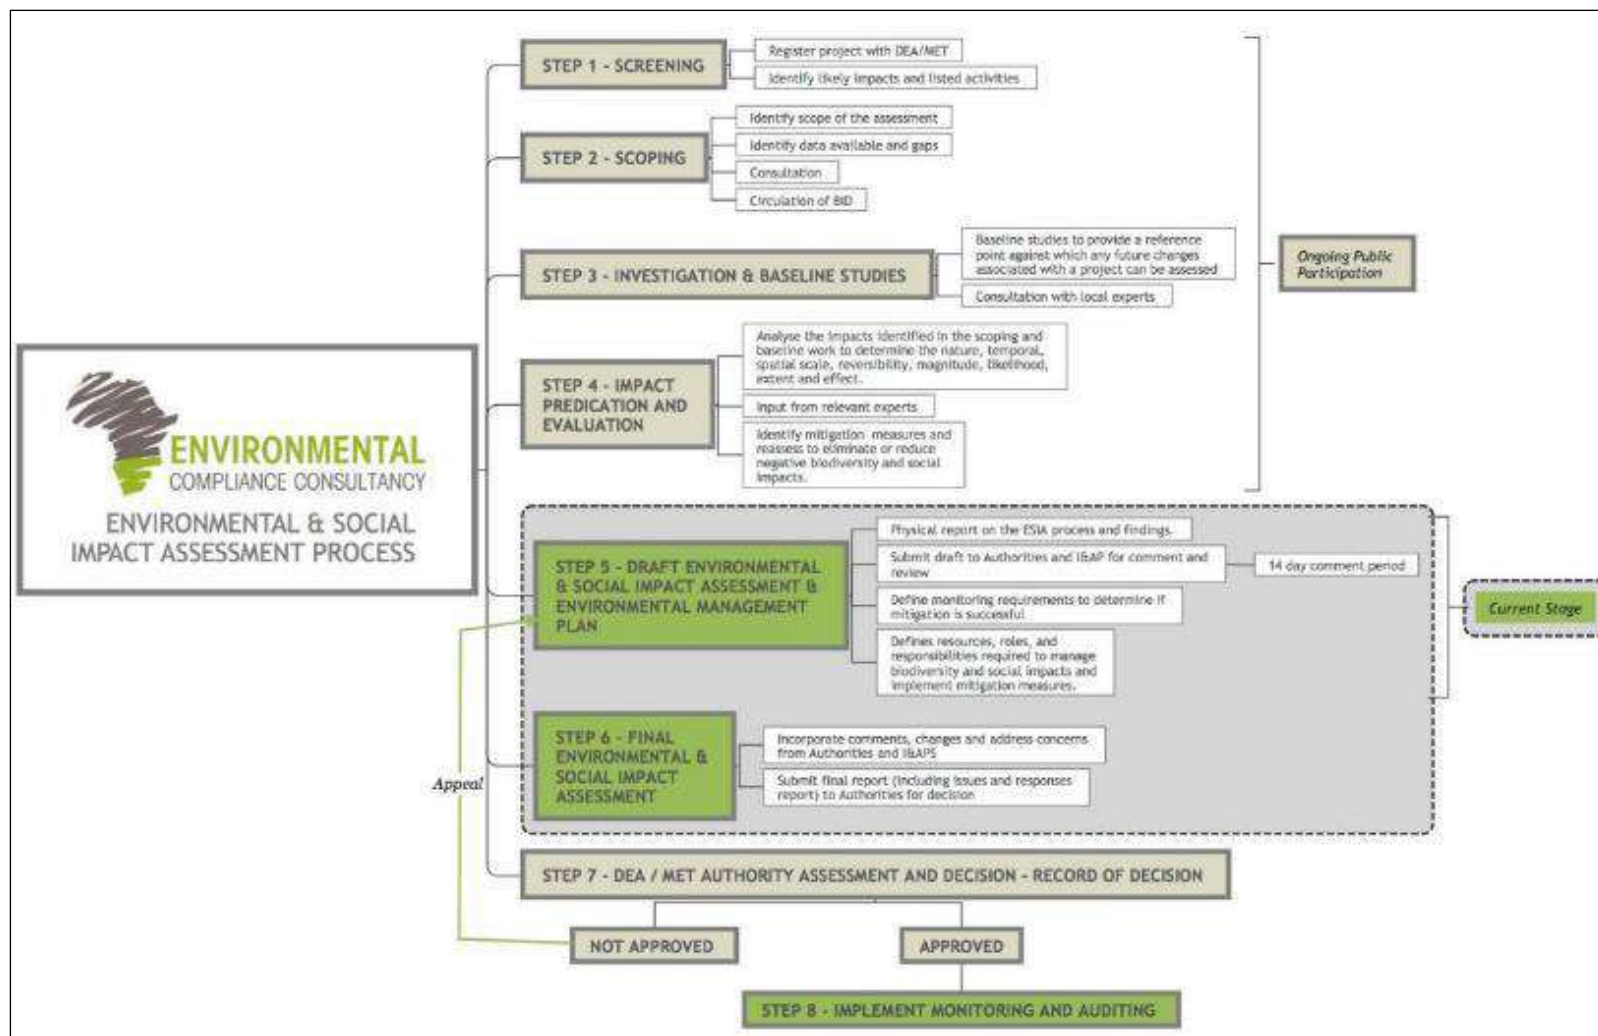 STEP 1 - SCREENING
Register project with DEA/MET
Identify likely impacts and listed activities
STEP 2 - SCOPING
Identify scope of the assessment
Identify data available and gaps
Consultation
Circulation of BID
STEP 3 - INVESTIGATION & BASELINE STUDIES
Baseline studies to provide a reference
point against which any future changes
associated with a project can be assessed
Consultation with local experts
Ongoing Public
Participation
STEP 4 - IMPACT
PREDICATION AND
EVALUATION
Analyse the impacts identified in the scoping and
baseline work to determine the nature, temporal,
spatial scale, reversibility, magnitude, likelihood,
extent and effect.
Input from relevant experts
Identify mitigation measures and
reassess to eliminate or reduce
negative biodiversity and social
impacts.
ENVIRONMENTAL
COMPLIANCE CONSULTANCY
ENVIRONMENTAL & SOCIAL
IMPACT ASSESSMENT PROCESS
STEP 5 - DRAFT ENVIRONMENTAL
& SOCIAL IMPACT ASSESSMENT &
ENVIRONMENTAL MANAGEMENT
PLAN
Physical report on the ESIA process and findings.
Submit draft to Authorities and I&AP for comment and
review
14 day comment period
Define monitoring requirements to determine if
mitigation is successful
Defines resources, roles, and
responsibilities required to manage
biodiversity and social impacts and
implement mitigation measures.
Current Stage
STEP 6 - FINAL
ENVIRONMENTAL &
SOCIAL IMPACT
ASSESSMENT
Incorporate comments, changes and address concerns
from Authorities and I&APS
Submit final report (including issues and responses
report) to Authorities for decision
Appeal
STEP 7 - DEA / MET AUTHORITY ASSESSMENT AND DECISION - RECORD OF DECISION
NOT APPROVED
APPROVED
STEP 8 - IMPLEMENT MONITORING AND AUDITING